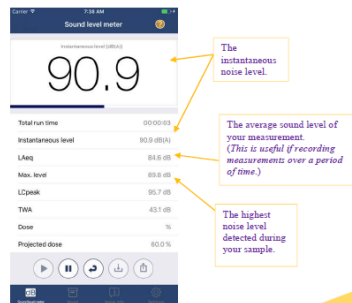 Carrier
7:38 AM
Sound level meter
?
Instantaneous level (dB(A))
90.9
Total run time 00:00:03
Instantaneous level 90.9 dB(A)
LAeq 84.6 dB
Max. level 89.6 dB
LCpeak 95.7 dB
TWA 43.1 dB
Dose %
Projected dose 60.0 %
The
instantaneous
noise level.
The average sound level of
your measurement.
(This is useful if recording
measurements over a period
of time.)
The highest
noise level
detected during
your sample.